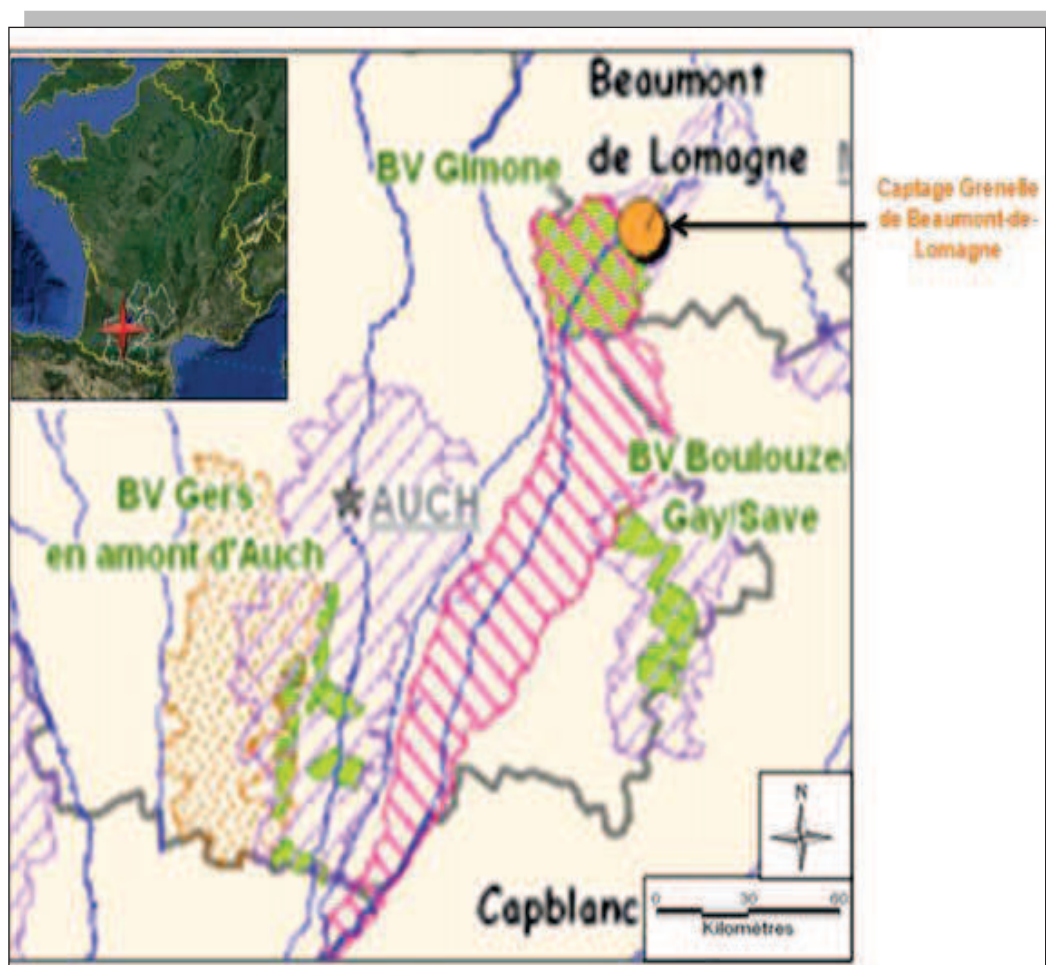 Beaumont
de Lomagne
BV Gimone
Captage Grenelle
de Beaumont-de-
Lomagne
BV Boulouze/
Gay/Save
BV Gers
en amont d'Auch
AUCH
Capblanc
N
0 30 60
Kilomètres